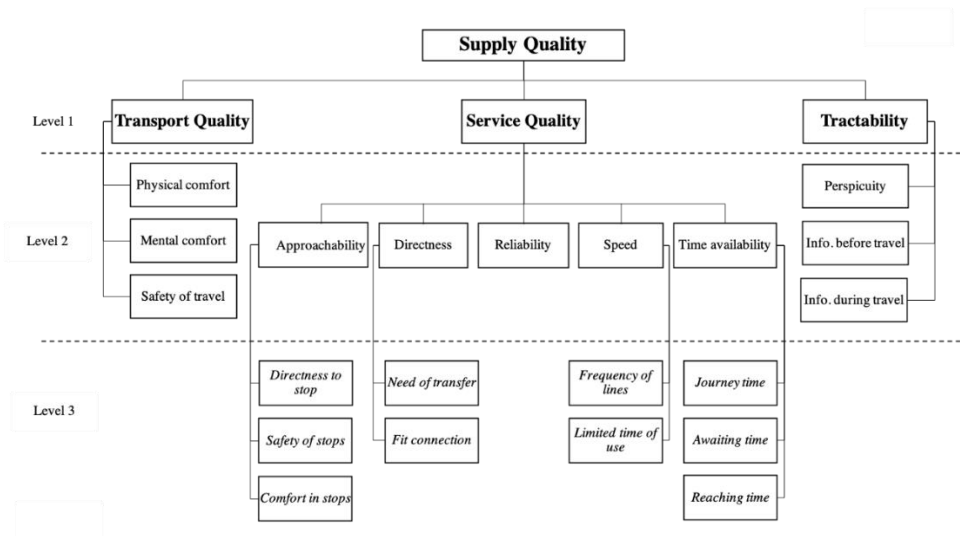 Supply Quality
Level 1
Transport Quality
Service Quality
Tractability
Physical comfort
Perspicuity
Level 2
Mental comfort
Approachability
Directness
Reliability
Speed
Time availability
Info. before travel
Safety of travel
Info. during travel
Level 3
Directness to
stop
Need of transfer
Frequency of
lines
Journey time
Safety of stops
Fit connection
Limited time of
use
Awaiting time
Comfort in stops
Reaching time